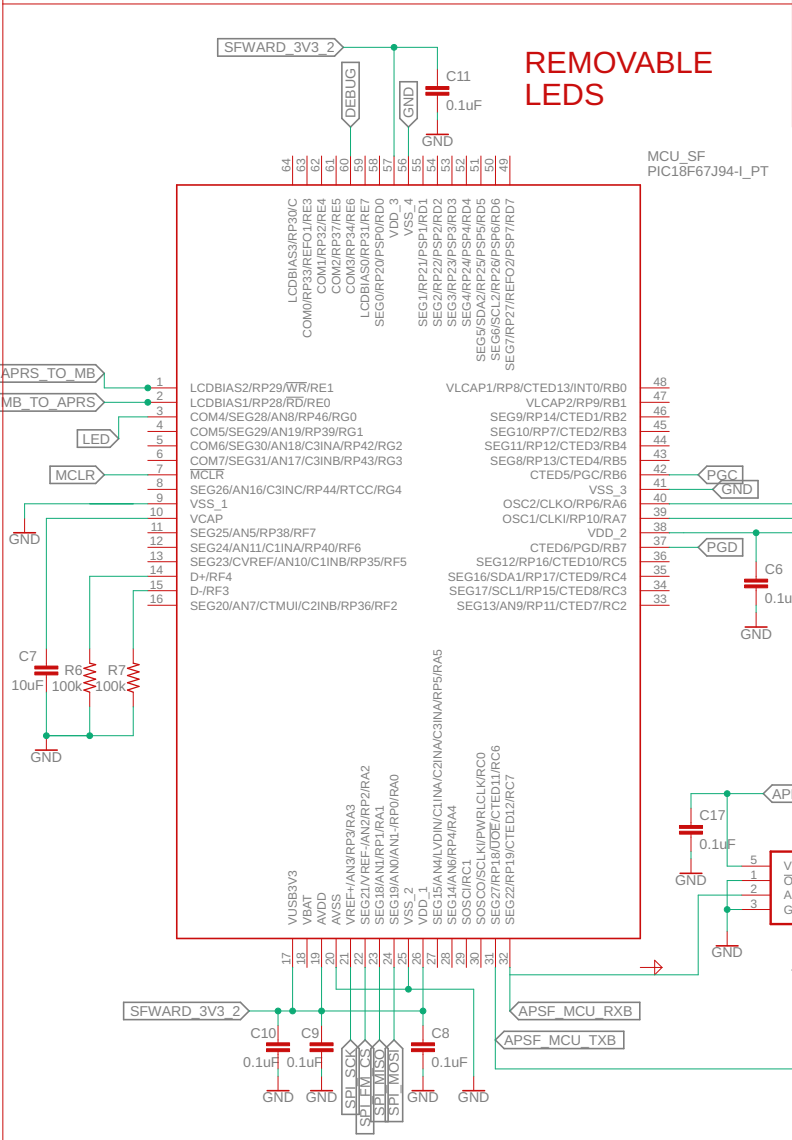 SFWARD_3V3_2
DEBUG
GND
C11
0.1uF
GND
REMOVABLE
LEDS
MCU_SF
PIC18F67J94-I_PT
64
63
62
61
60
59
58
57
56
55
54
53
52
51
50
49
LCDBIAS3/RP30/C
COM0/RP33/REFO1/RE3
COM1/RP32/RE4
COM2/RP37/RE5
COM3/RP34/RE6
LCDBIAS0/RP31/RE7
SEG0/RP20/PSP0/RD0
VDD_3
VSS_4
SEG1/RP21/PSP1/RD1
SEG2/RP22/PSP2/RD2
SEG3/RP23/PSP3/RD3
SEG4/RP24/PSP4/RD4
SEG5/SDA2/RP25/PSP5/RD5
SEG6/SCL2/RP26/PSP6/RD6
SEG7/RP27/REFO2/PSP7/RD7
APRS_TO_MB
MB_TO_APRS
LED
MCLR
GND
1 LCDBIAS2/RP29/WR/RE1
2 LCDBIAS1/RP28/RD/RE0
3 COM4/SEG28/AN8/RP46/RG0
4 COM5/SEG29/AN19/RP39/RG1
5 COM6/SEG30/AN18/C3INA/RP42/RG2
6 COM7/SEG31/AN17/C3INB/RP43/RG3
7 MCLR
8 SEG26/AN16/C3INC/RP44/RTCC/RG4
9 VSS_1
10 VCAP
11 SEG25/AN5/RP38/RF7
12 SEG24/AN11/C1INA/RP40/RF6
13 SEG23/CVREF/AN10/C1INB/RP35/RF5
14 D+/RF4
15 D-/RF3
16 SEG20/AN7/CTMUI/C2INB/RP36/RF2
VLCAP1/RP8/CTED13/INT0/RB0 48
VLCAP2/RP9/RB1 47
SEG9/RP14/CTED1/RB2 46
SEG10/RP7/CTED2/RB3 45
SEG11/RP12/CTED3/RB4 44
SEG8/RP13/CTED4/RB5 43
CTED5/PGC/RB6 42
VSS_3 41
OSC2/CLKO/RP6/RA6 40
OSC1/CLKI/RP10/RA7 39
VDD_2 38
CTED6/PGD/RB7 37
SEG12/RP16/CTED10/RC5 36
SEG16/SDA1/RP17/CTED9/RC4 35
SEG17/SCL1/RP15/CTED8/RC3 34
SEG13/AN9/RP11/CTED7/RC2 33
PGC
GND
PGD
C6
0.1u
GND
C7
10uF
R6
100k
R7
100k
GND
VUSB3V3
VBAT
AVDD
AVSS
VREF+/AN3/RP3/RA3
SEG21/VREF-/AN2/RP2/RA2
SEG18/AN1/RP1/RA1
SEG19/AN0/AN1-/RP0/RA0
VSS_2
VDD_1
SEG15/AN4/LVDIN/C1INA/C2INA/C3INA/RP5/RA5
SEG14/AN6/RP4/RA4
SOSCI/RC1
SOSCO/SCLKI/PWRLCLK/RC0
SEG27/RP18/UOE/CTED11/RC6
SEG22/RP19/CTED12/RC7
17
18
19
20
21
22
23
24
25
26
27
28
29
30
31
32
C17
0.1uF
GND
5
1
2
3
V
O
A
G
GND
SFWARD_3V3_2
C10
0.1uF
GND
C9
0.1uF
GND
SPI_SCK
SPI_FM_CS
SPI_MISO
SPI_MOSI
C8
0.1uF
GND
GND
APSF_MCU_RXB
APSF_MCU_TXB